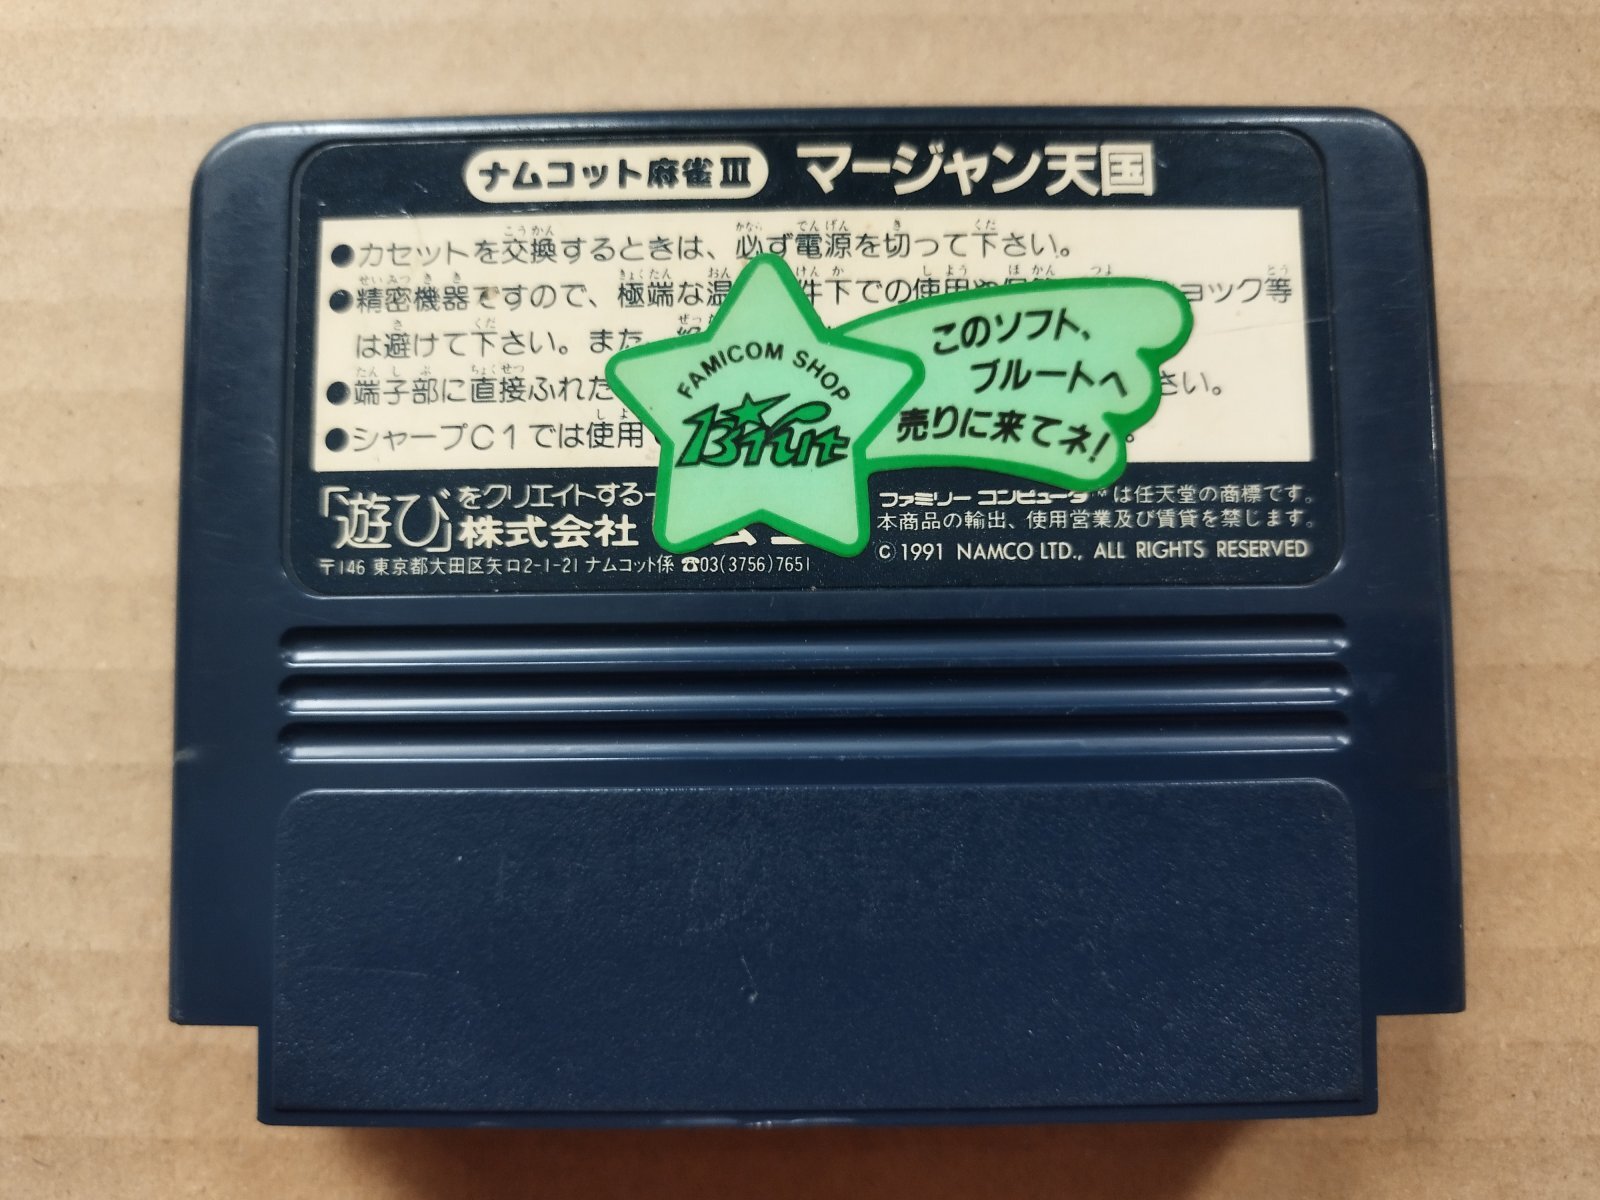 ナムコット麻雀III マージャン天国
●カセットを交換するときは、必ず電源を切って下さい。
●精密機器ですので、極端な温 件下での使用や ョック等
は避けて下さい。また、
●端子部に直接ふれた さい。
●シャープC1では使用
「遊び」をクリエイトするー
株式会社
〒146 東京都大田区矢口2-1-21 ナムコット係 ☎03(3756)7651
ファミリーコンピュータ™は任天堂の商標です。
本商品の輸出、使用営業及び賃貸を禁じます。
©1991 NAMCO LTD., ALL RIGHTS RESERVED
FAMICOM SHOP
このソフト、
ブルートへ
売りに来てネ!